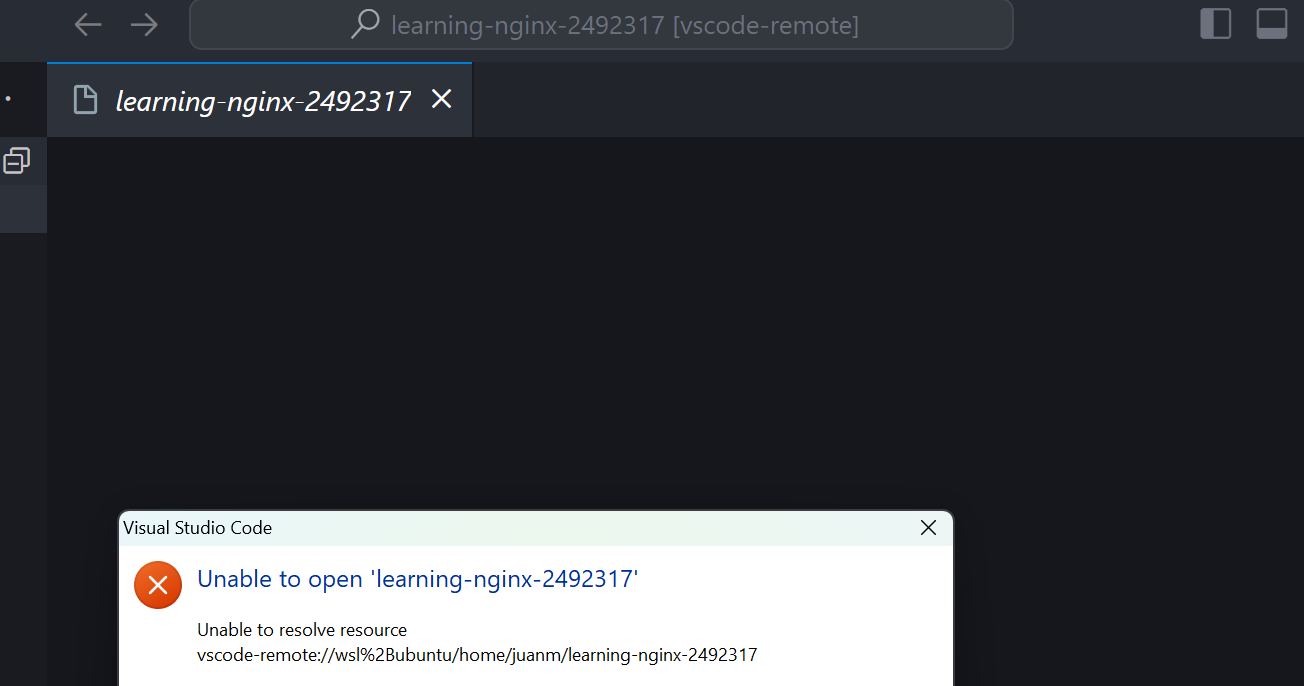 learning-nginx-2492317 [vscode-remote]
learning-nginx-2492317
Visual Studio Code
Unable to open 'learning-nginx-2492317'
Unable to resolve resource
vscode-remote://wsl%2Bubuntu/home/juanm/learning-nginx-2492317